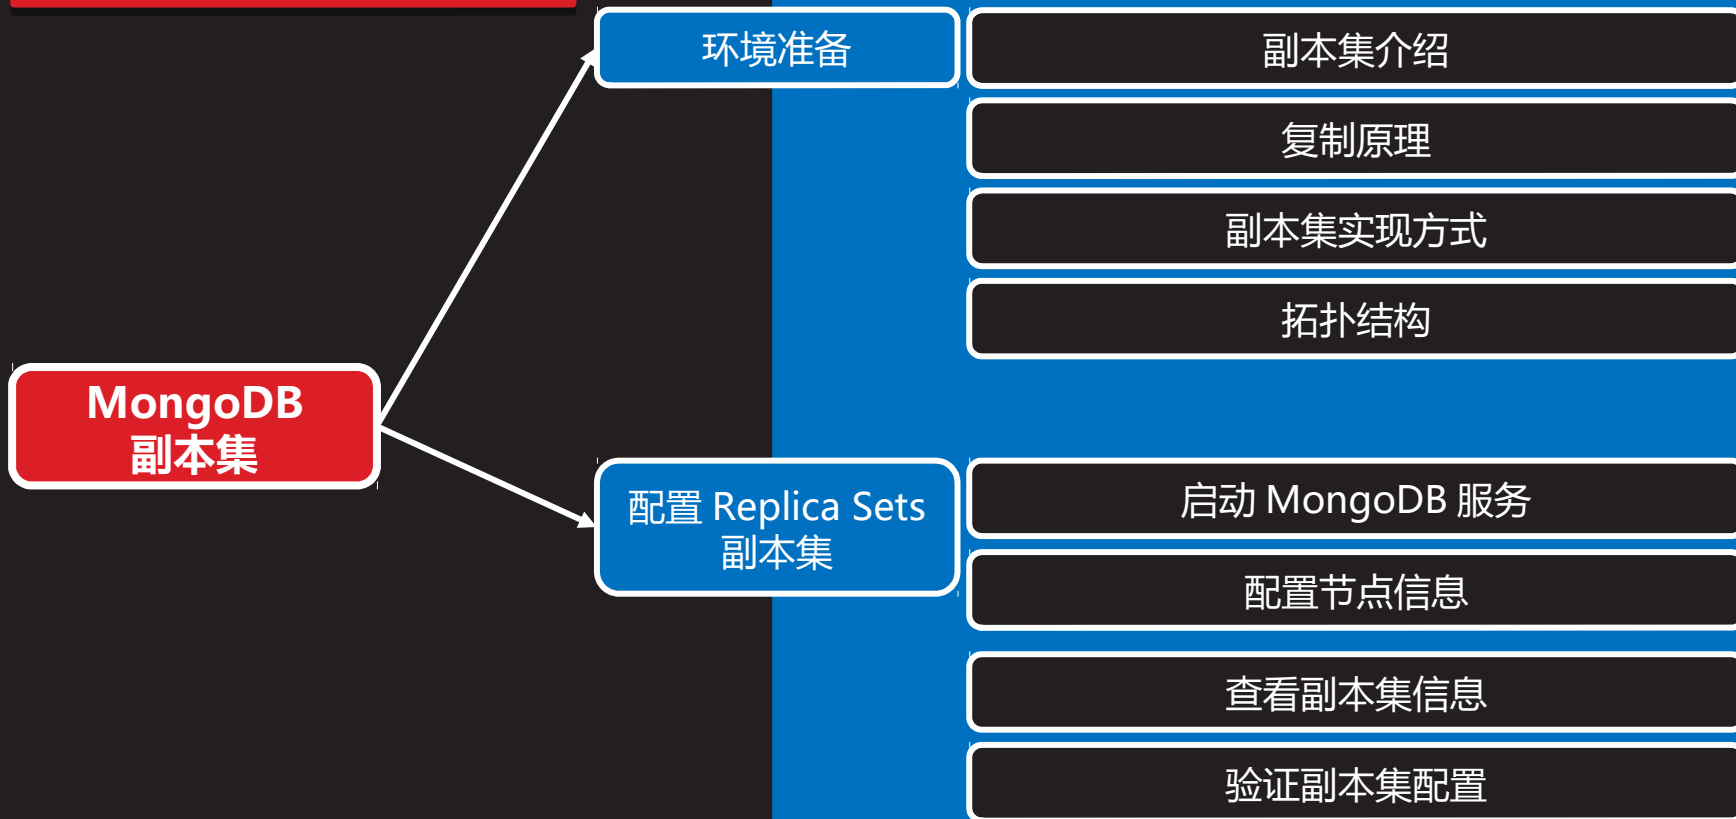 环境准备
副本集介绍
复制原理
副本集实现方式
拓扑结构
MongoDB
副本集
配置 Replica Sets
副本集
启动 MongoDB 服务
配置节点信息
查看副本集信息
验证副本集配置